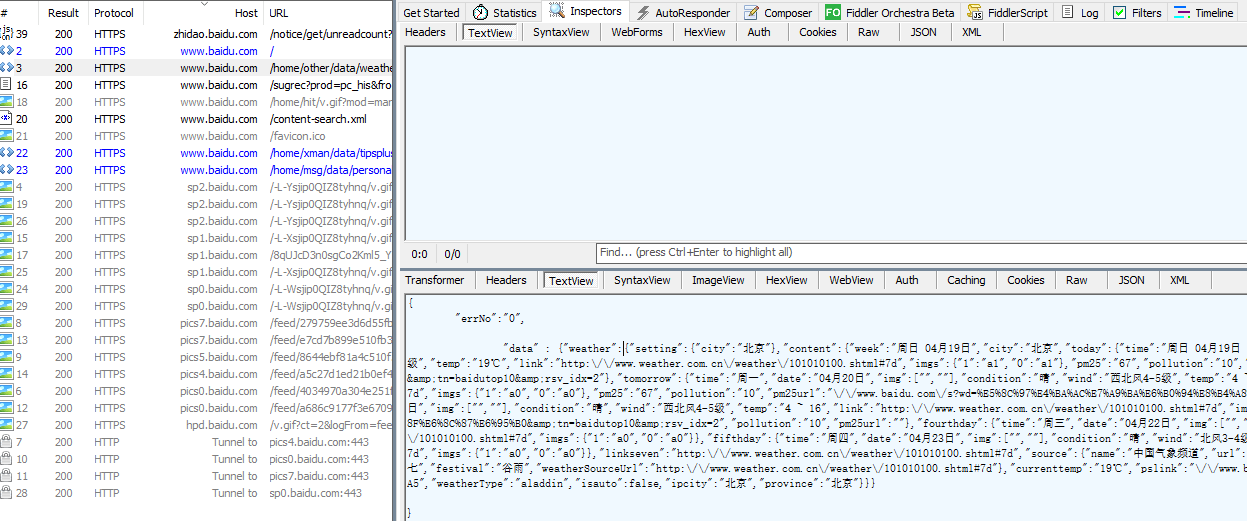 # Result Protocol Host URL
39 200 HTTPS zhidao.baidu.com /notice/get/unreadcount?
2 200 HTTPS www.baidu.com /
3 200 HTTPS www.baidu.com /home/other/data/weathe
16 200 HTTPS www.baidu.com /sugrec?prod=pc_his&fro
18 200 HTTPS www.baidu.com /home/hit/v.gif?mod=mar
20 200 HTTPS www.baidu.com /content-search.xml
21 200 HTTPS www.baidu.com /favicon.ico
22 200 HTTPS www.baidu.com /home/xman/data/tipsplus
23 200 HTTPS www.baidu.com /home/msg/data/persona
4 200 HTTPS sp2.baidu.com /-L-Ysjip0QIZ8tyhnq/v.gif
19 200 HTTPS sp2.baidu.com /-L-Ysjip0QIZ8tyhnq/v.gif
26 200 HTTPS sp2.baidu.com /-L-Ysjip0QIZ8tyhnq/v.gif
15 200 HTTPS sp1.baidu.com /-L-Xsjip0QIZ8tyhnq/v.gif
17 200 HTTPS sp1.baidu.com /8qUJcD3n0sgCo2Kml5_Y
25 200 HTTPS sp1.baidu.com /-L-Xsjip0QIZ8tyhnq/v.gif
24 200 HTTPS sp0.baidu.com /-L-Wsjip0QIZ8tyhnq/v.gif
29 200 HTTPS sp0.baidu.com /-L-Wsjip0QIZ8tyhnq/v.gif
8 200 HTTPS pics7.baidu.com /feed/279759ee3d6d55fb
13 200 HTTPS pics7.baidu.com /feed/e7cd7b899e510fb3
9 200 HTTPS pics5.baidu.com /feed/8644ebf81a4c510f
14 200 HTTPS pics4.baidu.com /feed/a5c27d1ed21b0ef4
6 200 HTTPS pics0.baidu.com /feed/4034970a304e251f
12 200 HTTPS pics0.baidu.com /feed/a686c9177f3e6709
27 200 HTTPS hpd.baidu.com /v.gif?ct=2&logFrom=fee
7 200 HTTP Tunnel to pics4.baidu.com:443
10 200 HTTP Tunnel to pics0.baidu.com:443
11 200 HTTP Tunnel to pics7.baidu.com:443
28 200 HTTP Tunnel to sp0.baidu.com:443
Get Started Statistics Inspectors AutoResponder Composer FO Fiddler Orchestra Beta FiddlerScript Log Filters Timeline
Headers TextView SyntaxView WebForms HexView Auth Cookies Raw JSON XML
0:0 0/0 Find... (press Ctrl+Enter to highlight all)
Transformer Headers TextView SyntaxView ImageView HexView WebView Auth Caching Cookies Raw JSON XML
{
"errNo":"0",
"data" : {"weather":{"setting":{"city":"北京"},"content":{"week":"周日 04月19日","city":"北京","today":{"time":"周日 04月19日
级","temp":"19℃","link":"http:\/\/www.weather.com.cn\/weather\/101010100.shtml#7d","imgs":{"1":"a1","0":"a1"},"pm25":"67","pollution":"10",
&amp;tn=baidutop10&amp;rsv_idx=2"},"tomorrow":{"time":"周一","date":"04月20日","img":["",""],"condition":"晴","wind":"西北风4-5级","temp":"4 ~
7d","imgs":{"1":"a0","0":"a0"},"pm25":"67","pollution":"10","pm25url":"\/\/www.baidu.com\/s?wd=%E5%8C%97%E4%BA%AC%E7%A9%BA%E6%B0%94%E8%B4%A8
日","img":["",""],"condition":"晴","wind":"西北风4-5级","temp":"4 ~ 16","link":"http:\/\/www.weather.com.cn\/weather\/101010100.shtml#7d","im
8F%E6%8C%87%E6%95%B0&amp;tn=baidutop10&amp;rsv_idx=2","pollution":"10","pm25url":""},"fourthday":{"time":"周三","date":"04月22日","img":["",
\/101010100.shtml#7d","imgs":{"1":"a0","0":"a0"}},"fifthday":{"time":"周四","date":"04月23日","img":["",""],"condition":"晴","wind":"北风3-4级
7d","imgs":{"1":"a0","0":"a0"}},"linkseven":"http:\/\/www.weather.com.cn\/weather\/101010100.shtml#7d","source":{"name":"中国气象频道","url":
七","festival":"谷雨","weatherSourceUrl":"http:\/\/www.weather.com.cn\/weather\/101010100.shtml#7d"},"currenttemp":"19℃","pslink":"\/\/www.b
A5","weatherType":"aladdin","isauto":false,"ipcity":"北京","province":"北京"}}}
}